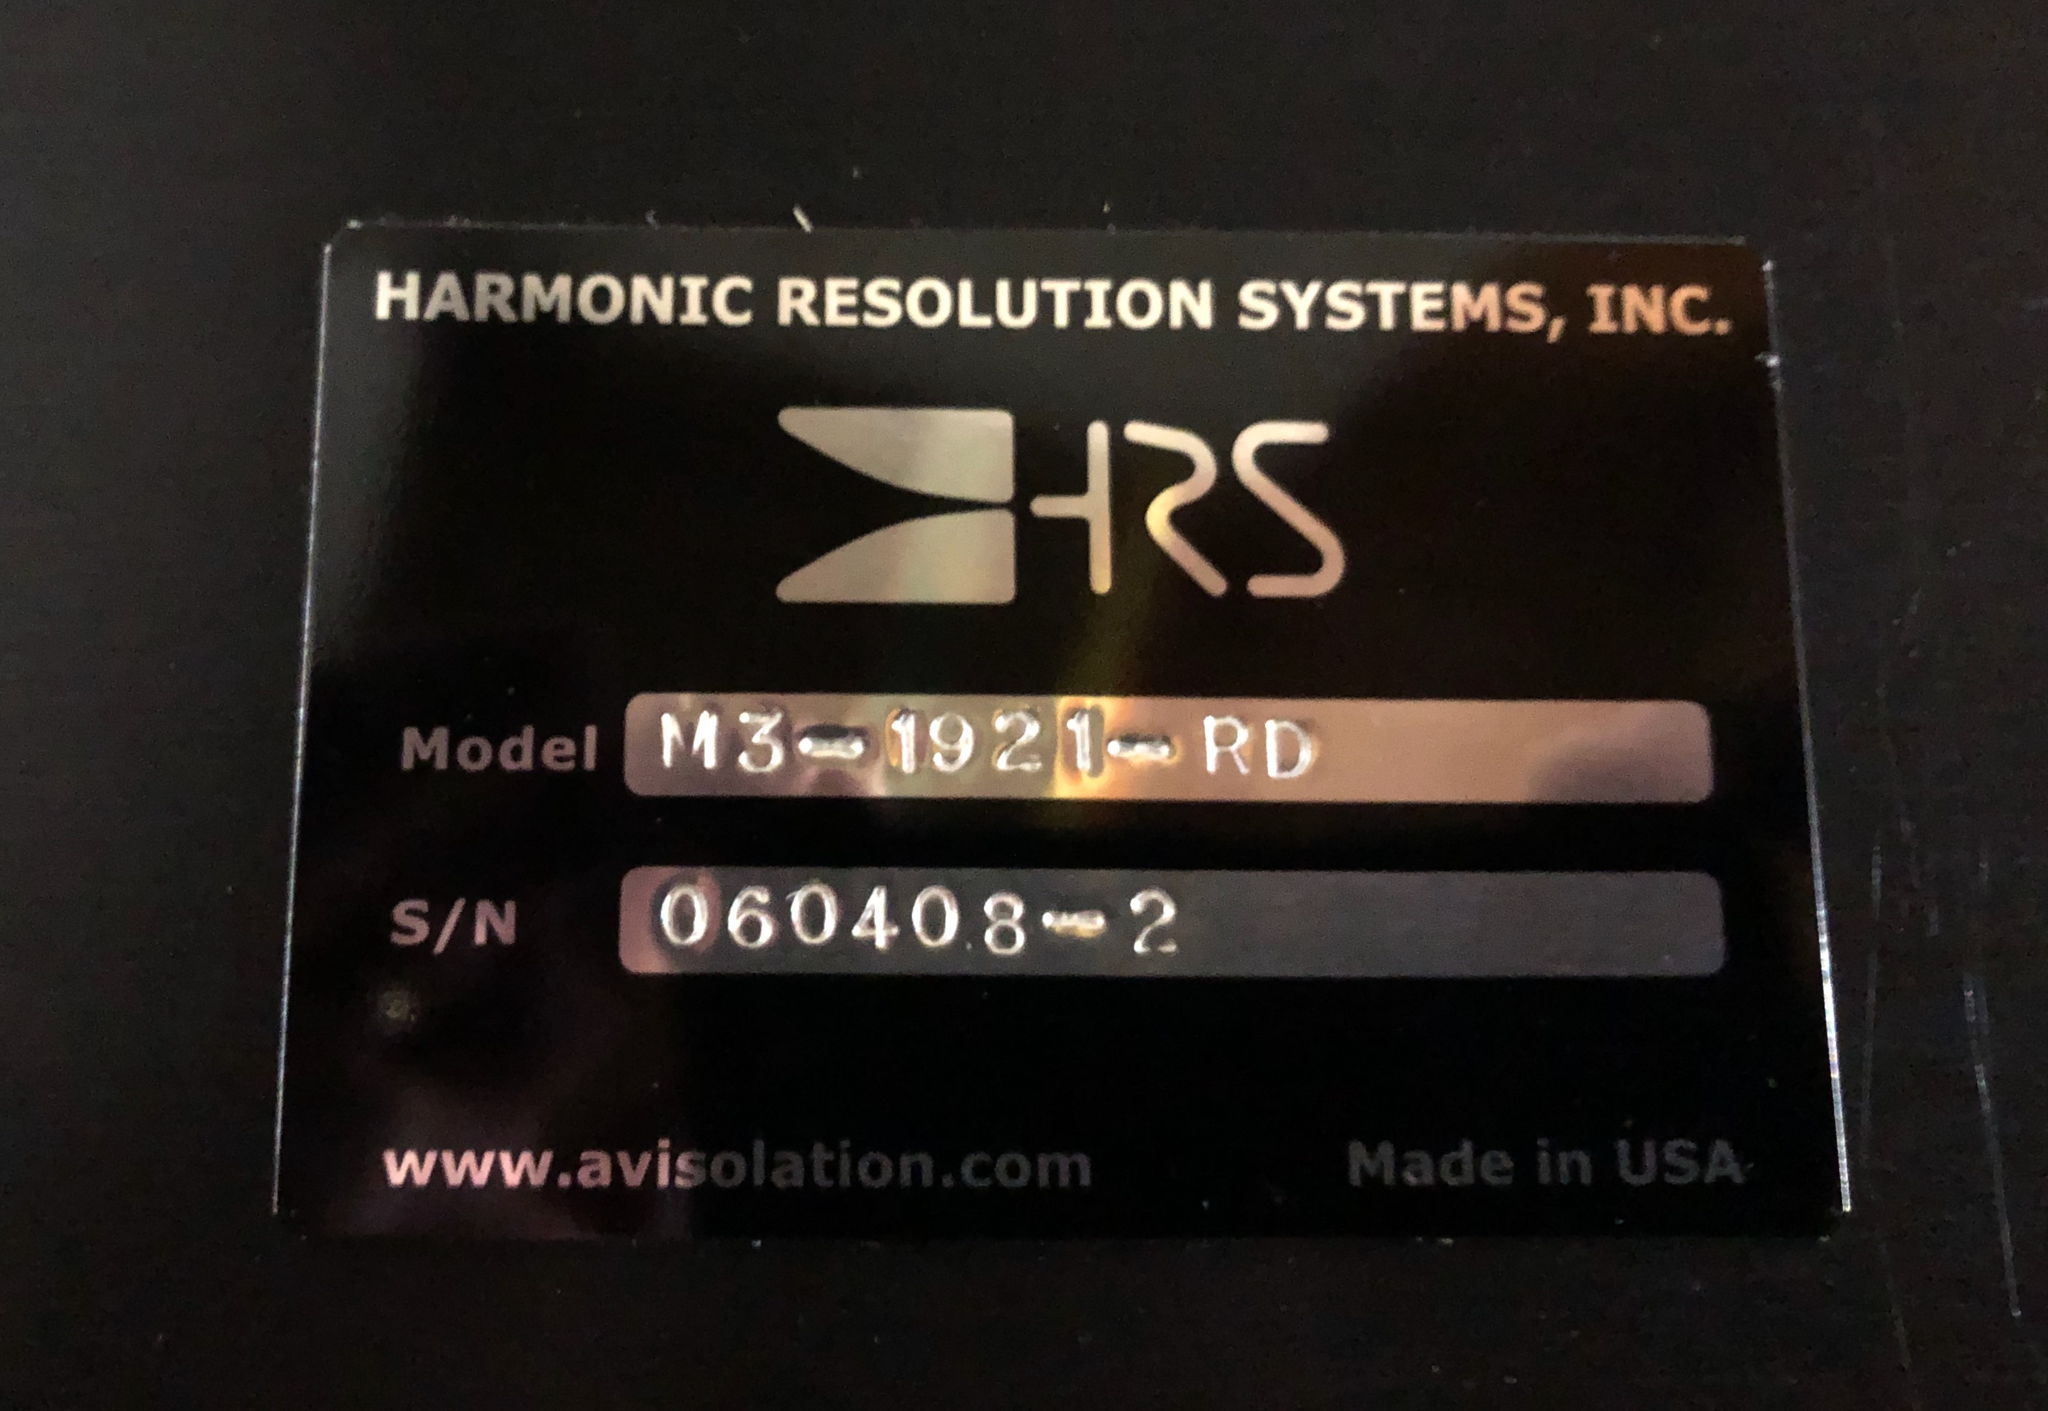 HARMONIC RESOLUTION SYSTEMS, INC.
HRS
Model M3-1921-RD
S/N 060408-2
www.avisolation.com Made in USA